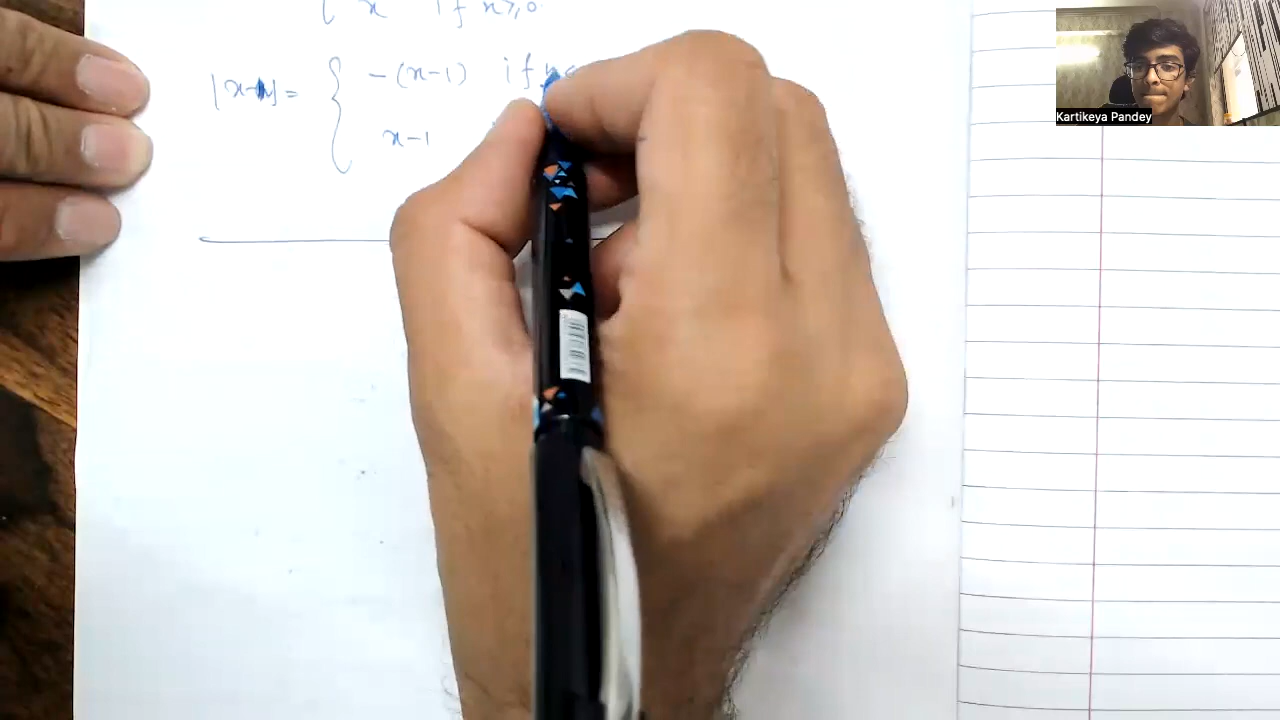 { x if x ≥ 0
Kartikeya Pandey
|x-1| = { -(x-1) if x <
x-1